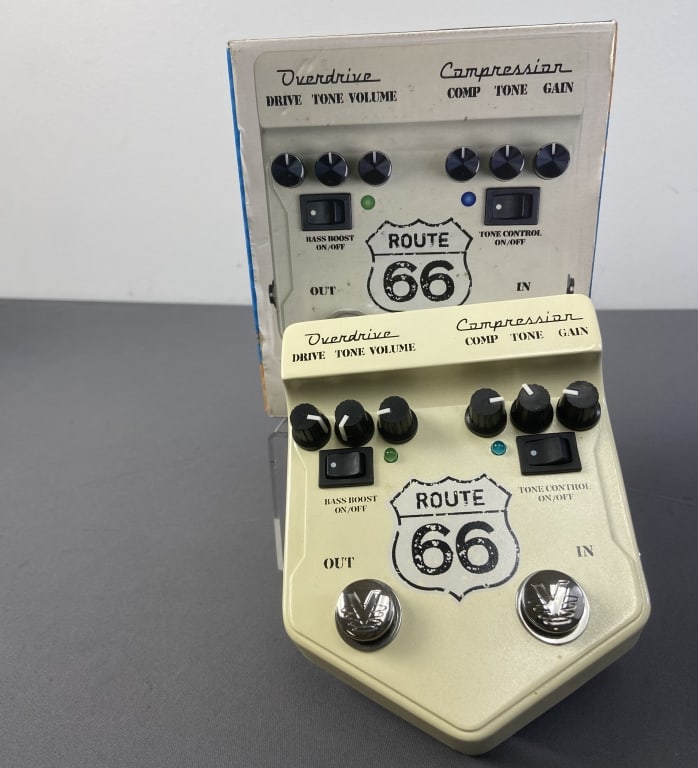 Overdrive
DRIVE TONE VOLUME
Compression
COMP TONE GAIN
BASS BOOST
ON/OFF
TONE CONTROL
ON/OFF
ROUTE
66
OUT
IN
Overdrive
DRIVE TONE VOLUME
Compression
COMP TONE GAIN
BASS BOOST
ON/OFF
TONE CONTROL
ON/OFF
ROUTE
66
OUT
IN
V
V